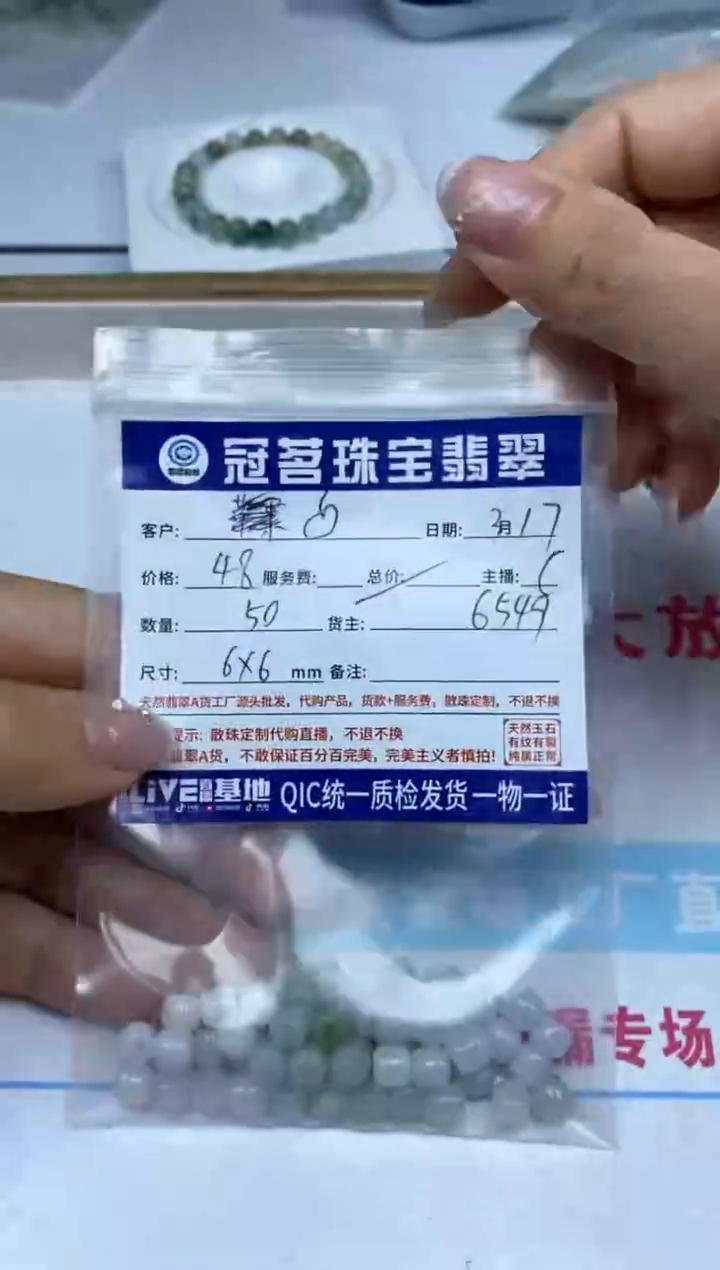 冠茗珠宝翡翠
客户: 日期: 2月17
价格: 48 服务费: 总价: 主播:
数量: 50 货主: 6549
尺寸: 6X6 mm 备注:
天然翡翠A货工厂源头批发，代购产品，货款+服务费，散珠定制，不退不换
提示: 散珠定制代购直播，不退不换
翡翠A货，不敢保证百分百完美，完美主义者慎拍!
天然玉石
有纹有裂
纯属正常
LIVE 基地 QIC统一质检发货 一物一证
放
厂直
漏专场